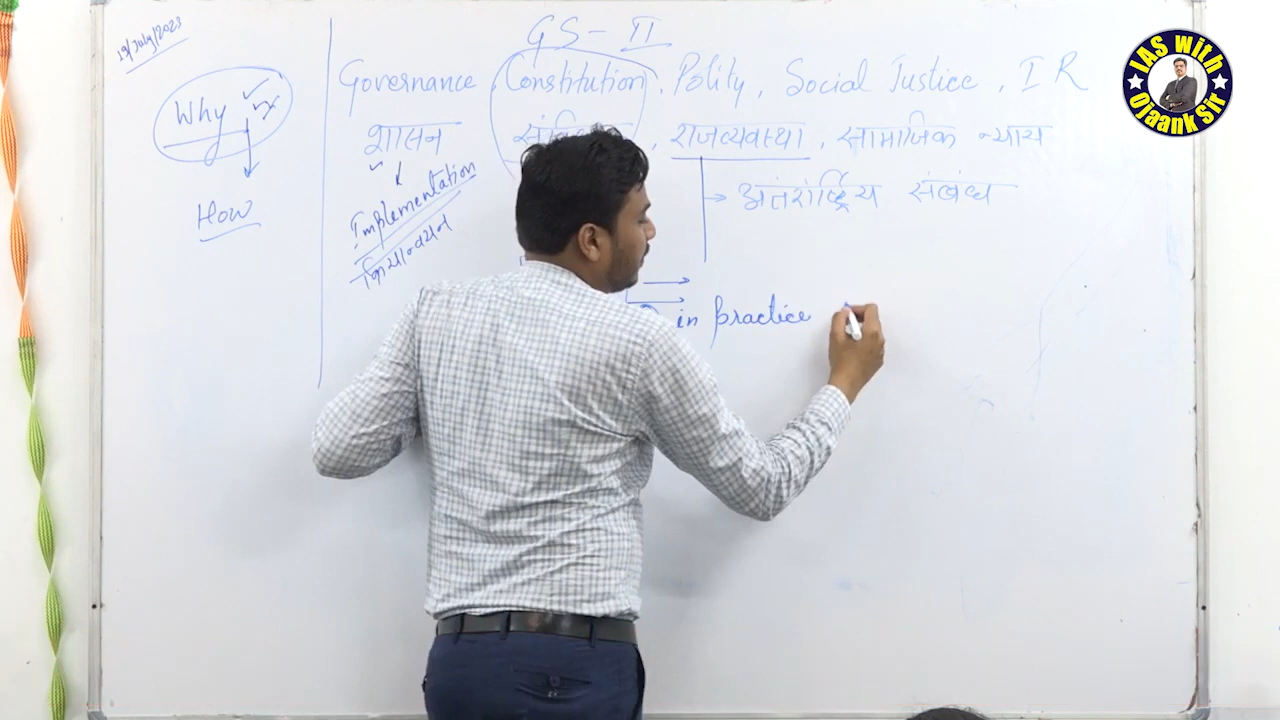 19/July/2023
GS - II
Governance, Constitution, Polity, Social Justice, IR
शासन राजव्यवस्था, सामाजिक न्याय
अंतर्राष्ट्रीय संबंध
Why
How
Implementation
क्रियान्वयन
in practice
IAS with
Ojaank Sir